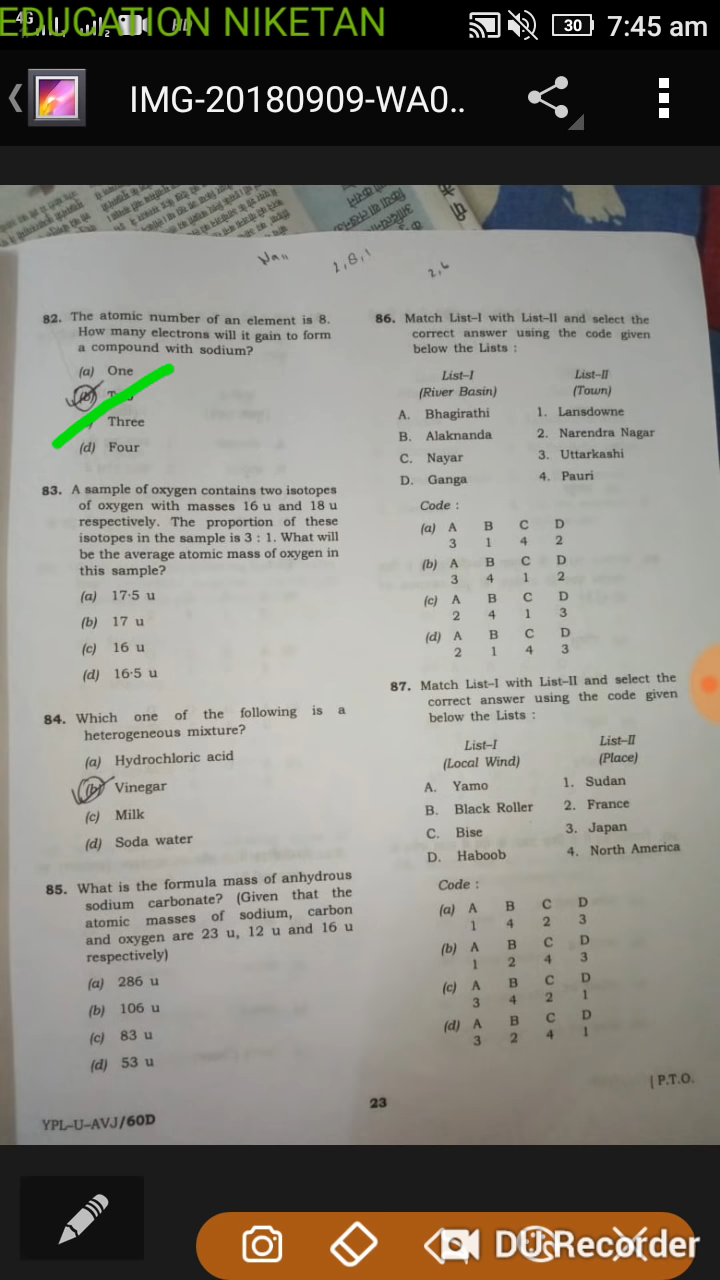 EDUCATION NIKETAN
4G
HD
30
7:45 am
IMG-20180909-WA0..
Na11
2,8,1
2,6
82. The atomic number of an element is 8.
How many electrons will it gain to form
a compound with sodium?
(a) One
(b)
Three
(d) Four
83. A sample of oxygen contains two isotopes
of oxygen with masses 16 u and 18 u
respectively. The proportion of these
isotopes in the sample is 3 : 1. What will
be the average atomic mass of oxygen in
this sample?
(a) 17·5 u
(b) 17 u
(c) 16 u
(d) 16·5 u
84. Which one of the following is a
heterogeneous mixture?
(a) Hydrochloric acid
(b) Vinegar
(c) Milk
(d) Soda water
85. What is the formula mass of anhydrous
sodium carbonate? (Given that the
atomic masses of sodium, carbon
and oxygen are 23 u, 12 u and 16 u
respectively)
(a) 286 u
(b) 106 u
(c) 83 u
(d) 53 u
86. Match List-I with List-II and select the
correct answer using the code given
below the Lists :
List-I List-II
(River Basin) (Town)
A. Bhagirathi 1. Lansdowne
B. Alaknanda 2. Narendra Nagar
C. Nayar 3. Uttarkashi
D. Ganga 4. Pauri
Code :
(a) A B C D
3 1 4 2
(b) A B C D
3 4 1 2
(c) A B C D
2 4 1 3
(d) A B C D
2 1 4 3
87. Match List-I with List-II and select the
correct answer using the code given
below the Lists :
List-I List-II
(Local Wind) (Place)
A. Yamo 1. Sudan
B. Black Roller 2. France
C. Bise 3. Japan
D. Haboob 4. North America
Code :
(a) A B C D
1 4 2 3
(b) A B C D
1 2 4 3
(c) A B C D
3 4 2 1
(d) A B C D
3 2 4 1
YPL-U-AVJ/60D
23
| P.T.O.
DU Recorder